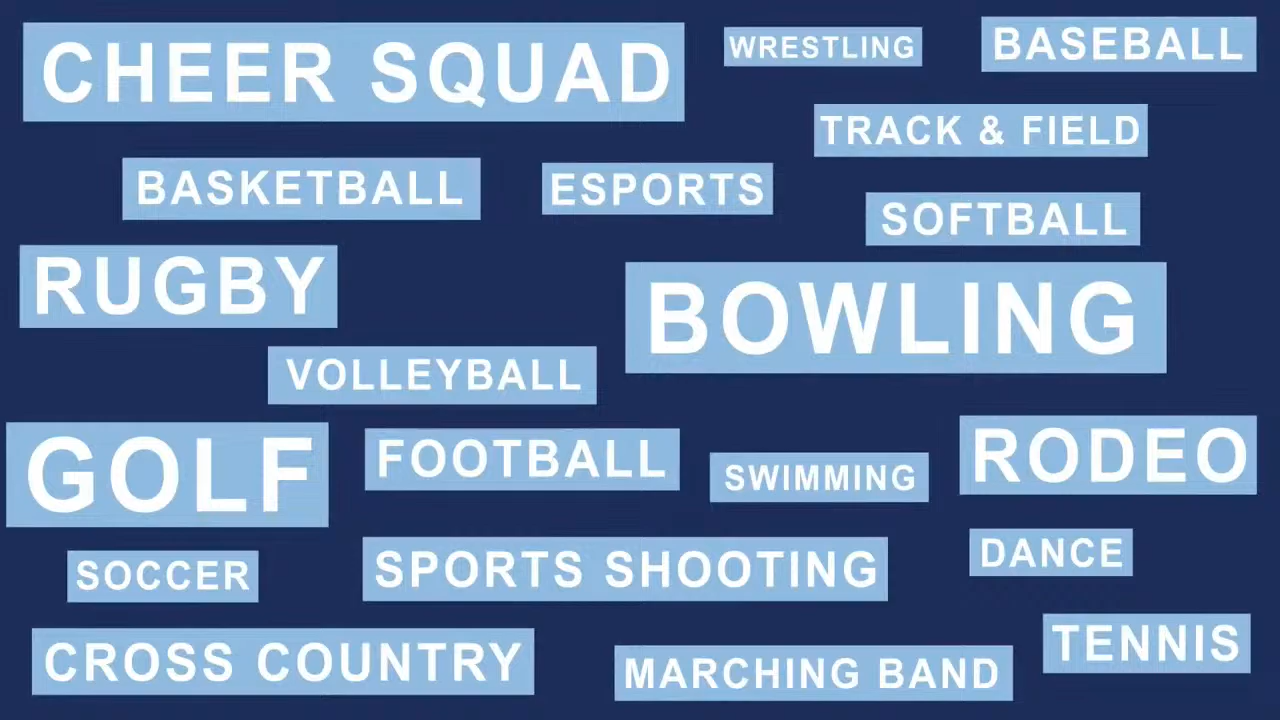 CHEER SQUAD
WRESTLING
BASEBALL
TRACK & FIELD
BASKETBALL
ESPORTS
SOFTBALL
RUGBY
BOWLING
VOLLEYBALL
GOLF
FOOTBALL
SWIMMING
RODEO
SOCCER
SPORTS SHOOTING
DANCE
CROSS COUNTRY
MARCHING BAND
TENNIS